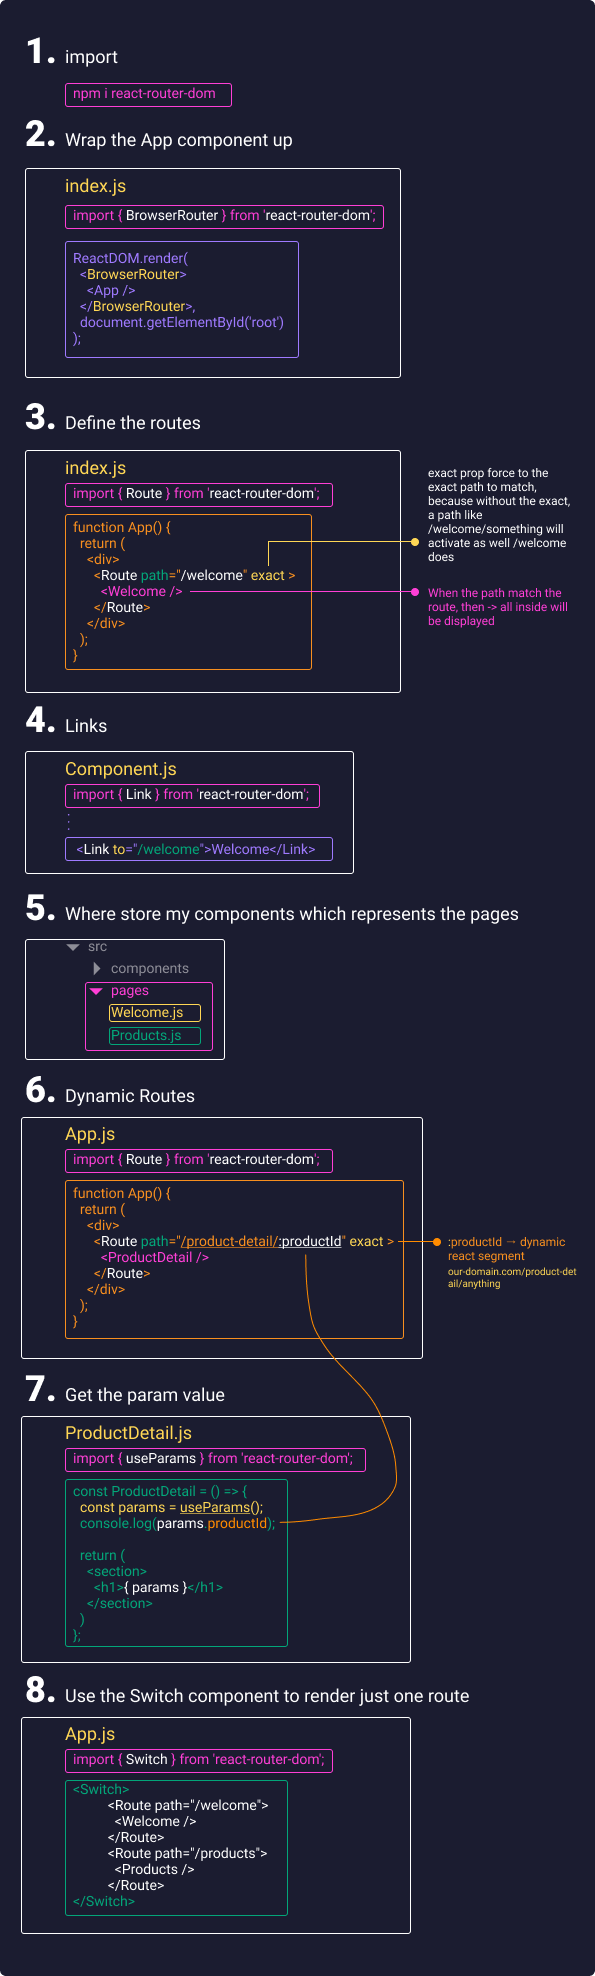 1. import
npm i react-router-dom
2. Wrap the App component up
index.js
import { BrowserRouter } from 'react-router-dom';
ReactDOM.render(
<BrowserRouter>
<App />
</BrowserRouter>,
document.getElementById('root')
);
3. Define the routes
index.js
import { Route } from 'react-router-dom';
function App() {
return (
<div>
<Route path="/welcome" exact >
<Welcome />
</Route>
</div>
);
}
exact prop force to the
exact path to match,
because without the exact,
a path like
/welcome/something will
activate as well /welcome
does
When the path match the
route, then -> all inside will
be displayed
4. Links
Component.js
import { Link } from 'react-router-dom';
:
<Link to="/welcome">Welcome</Link>
5. Where store my components which represents the pages
src
components
pages
Welcome.js
Products.js
6. Dynamic Routes
App.js
import { Route } from 'react-router-dom';
function App() {
return (
<div>
<Route path="/product-detail/:productId" exact >
<ProductDetail />
</Route>
</div>
);
}
:productId → dynamic
react segment
our-domain.com/product-det
ail/anything
7. Get the param value
ProductDetail.js
import { useParams } from 'react-router-dom';
const ProductDetail = () => {
const params = useParams();
console.log(params.productId);
return (
<section>
<h1>{ params }</h1>
</section>
)
};
8. Use the Switch component to render just one route
App.js
import { Switch } from 'react-router-dom';
<Switch>
<Route path="/welcome">
<Welcome />
</Route>
<Route path="/products">
<Products />
</Route>
</Switch>